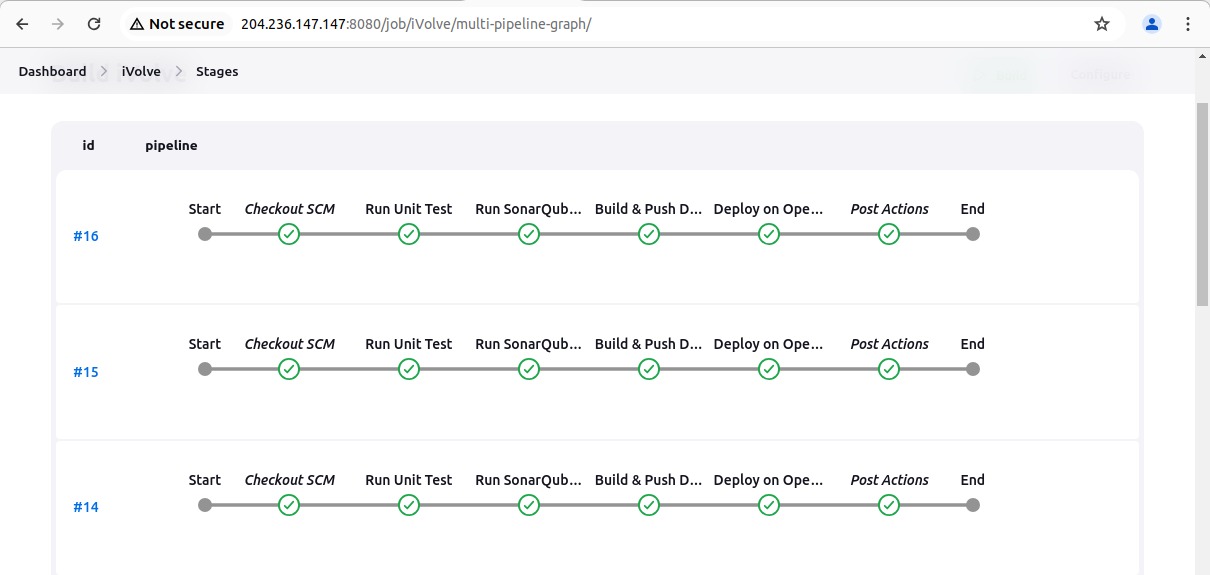 Not secure 204.236.147.147:8080/job/iVolve/multi-pipeline-graph/
Dashboard iVolve Stages
Configure
id pipeline
Start Checkout SCM Run Unit Test Run SonarQub... Build & Push D... Deploy on Ope... Post Actions End
#16
Start Checkout SCM Run Unit Test Run SonarQub... Build & Push D... Deploy on Ope... Post Actions End
#15
Start Checkout SCM Run Unit Test Run SonarQub... Build & Push D... Deploy on Ope... Post Actions End
#14